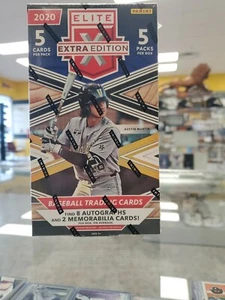 2020
ELITE
PANINI
X
EXTRA EDITION
5
CARDS
PER PACK
5
PACKS
PER BOX
AUSTIN MARTIN
BASEBALL TRADING CARDS
FIND 8 AUTOGRAPHS
AND 2 MEMORABILIA CARDS!